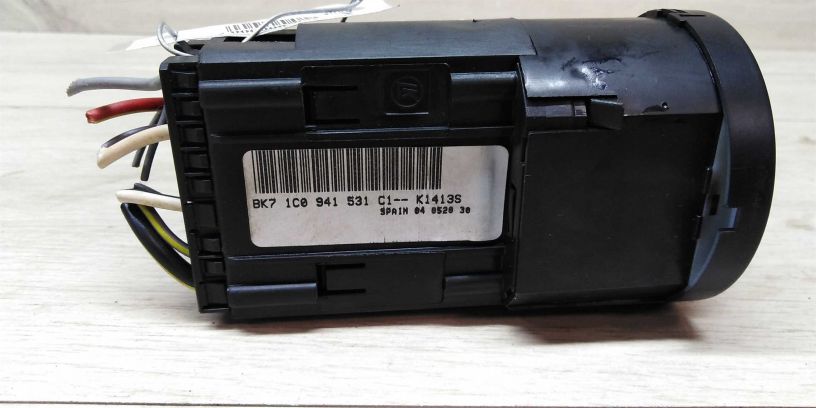 BK7 1C0 941 531 C1-- K1413S
SPAIN 04 0520 30